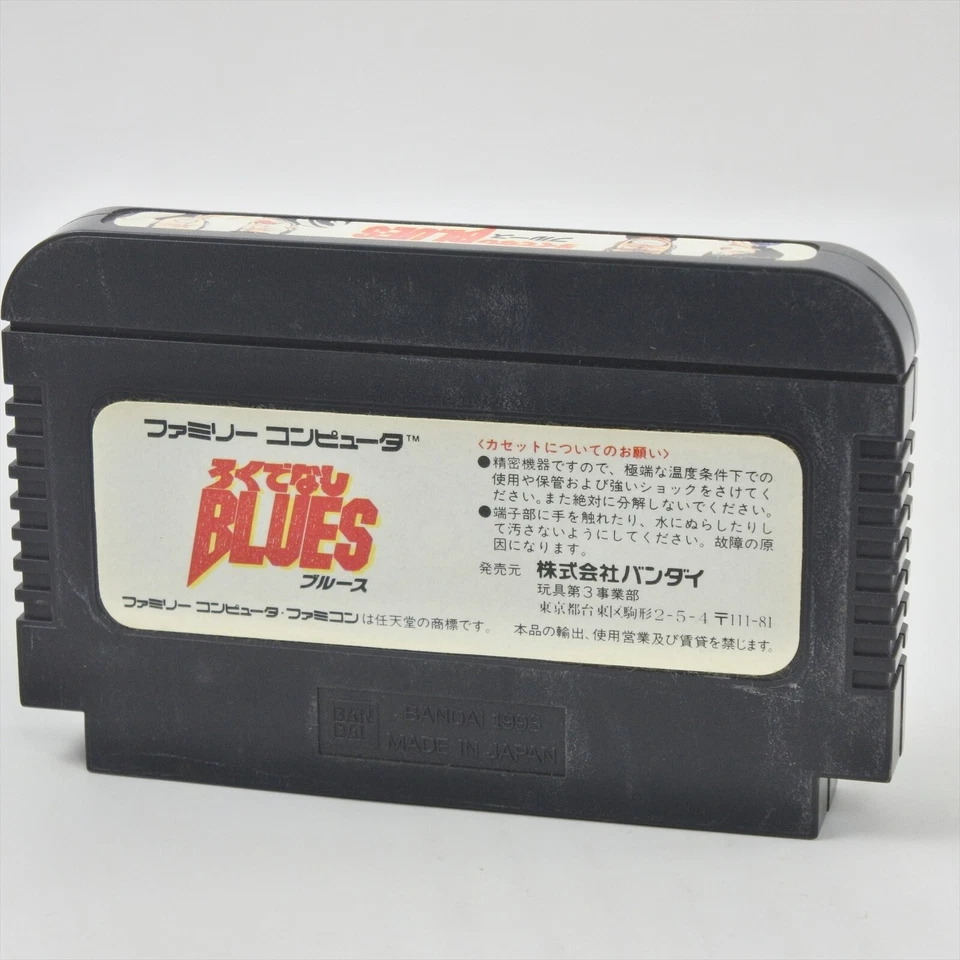 ろくでなし
BLUES
ブルース
ファミリー コンピュータ™
ろくでなし
BLUES
ブルース
〈カセットについてのお願い〉
●精密機器ですので、極端な温度条件下での
使用や保管および強いショックをさけてく
ださい。また絶対に分解しないでください。
●端子部に手を触れたり、水にぬらしたりし
て汚さないようにしてください。故障の原
因になります。
発売元 株式会社バンダイ
玩具第3事業部
東京都台東区駒形2-5-4 〒111-81
ファミリー コンピュータ・ファミコンは任天堂の商標です。
本品の輸出、使用営業及び賃貸を禁じます。
BAN
DAI
BANDAI 1993
MADE IN JAPAN